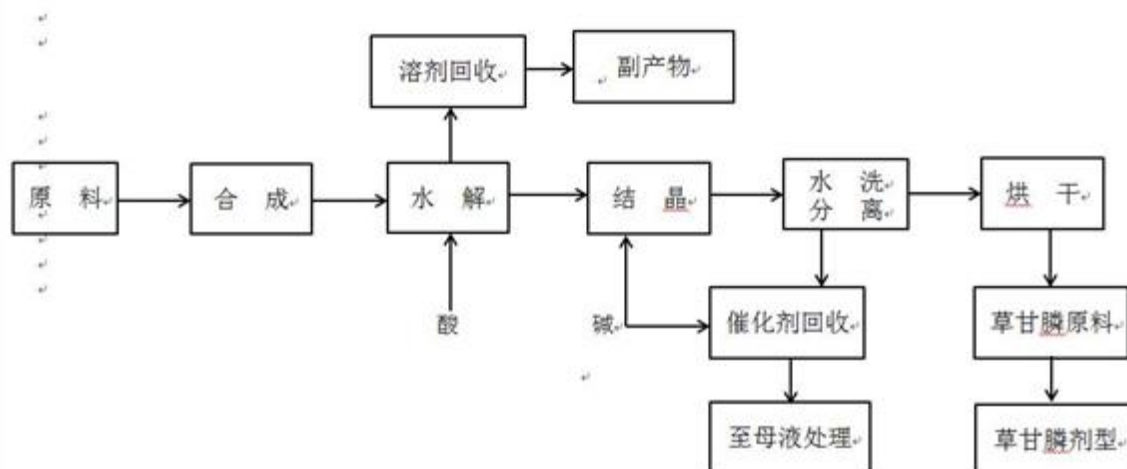 溶剂回收
副产物
原 料
合 成
水 解
结 晶
水 洗
分 离
烘 干
酸
碱
催化剂回收
草甘膦原料
至母液处理
草甘膦剂型